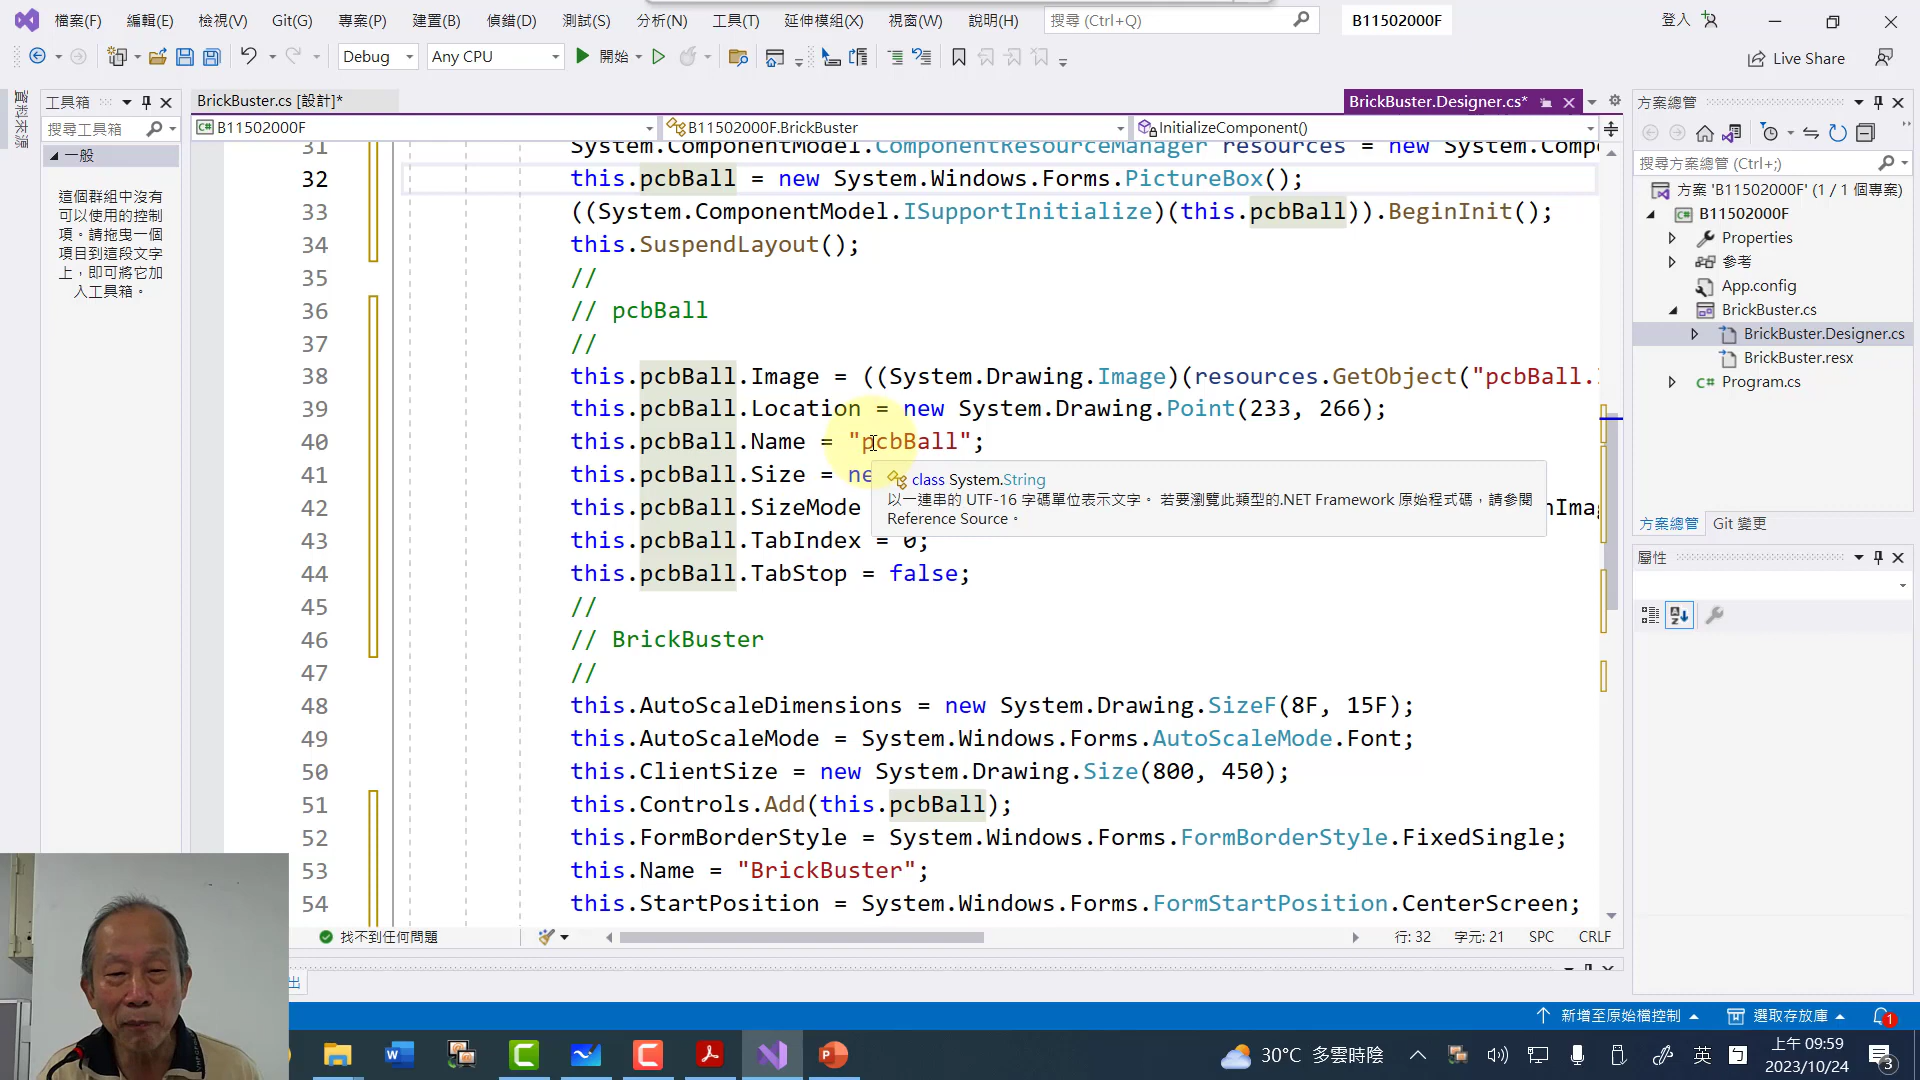 檔案(F) 編輯(E) 檢視(V) Git(G) 專案(P) 建置(B) 偵錯(D) 測試(S) 分析(N) 工具(T) 延伸模組(X) 視窗(W) 說明(H) 搜尋 (Ctrl+Q) B11502000F 登入
Debug Any CPU 開始 Live Share
資料來源
工具箱
搜尋工具箱
一般
這個群組中沒有
可以使用的控制
項。請拖曳一個
項目到這段文字
上，即可將它加
入工具箱。
BrickBuster.cs [設計]* BrickBuster.Designer.cs*
B11502000F B11502000F.BrickBuster InitializeComponent()
31 System.ComponentModel.ComponentResourceManager resources = new System.Comp
32 this.pcbBall = new System.Windows.Forms.PictureBox();
33 ((System.ComponentModel.ISupportInitialize)(this.pcbBall)).BeginInit();
34 this.SuspendLayout();
35 //
36 // pcbBall
37 //
38 this.pcbBall.Image = ((System.Drawing.Image)(resources.GetObject("pcbBall.
39 this.pcbBall.Location = new System.Drawing.Point(233, 266);
40 this.pcbBall.Name = "pcbBall";
41 this.pcbBall.Size = ne
42 this.pcbBall.SizeMode
43 this.pcbBall.TabIndex = 0;
44 this.pcbBall.TabStop = false;
45 //
46 // BrickBuster
47 //
48 this.AutoScaleDimensions = new System.Drawing.SizeF(8F, 15F);
49 this.AutoScaleMode = System.Windows.Forms.AutoScaleMode.Font;
50 this.ClientSize = new System.Drawing.Size(800, 450);
51 this.Controls.Add(this.pcbBall);
52 this.FormBorderStyle = System.Windows.Forms.FormBorderStyle.FixedSingle;
53 this.Name = "BrickBuster";
54 this.StartPosition = System.Windows.Forms.FormStartPosition.CenterScreen;
class System.String
以一連串的 UTF-16 字碼單位表示文字。 若要瀏覽此類型的.NET Framework 原始程式碼，請參閱
Reference Source。
找不到任何問題 行: 32 字元: 21 SPC CRLF
出
方案總管
搜尋方案總管 (Ctrl+;)
方案 'B11502000F' (1 / 1 個專案)
B11502000F
Properties
參考
App.config
BrickBuster.cs
BrickBuster.Designer.cs
BrickBuster.resx
Program.cs
方案總管 Git 變更
屬性
新增至原始檔控制 選取存放庫 1
30°C 多雲時陰 英 上午 09:59
2023/10/24 3